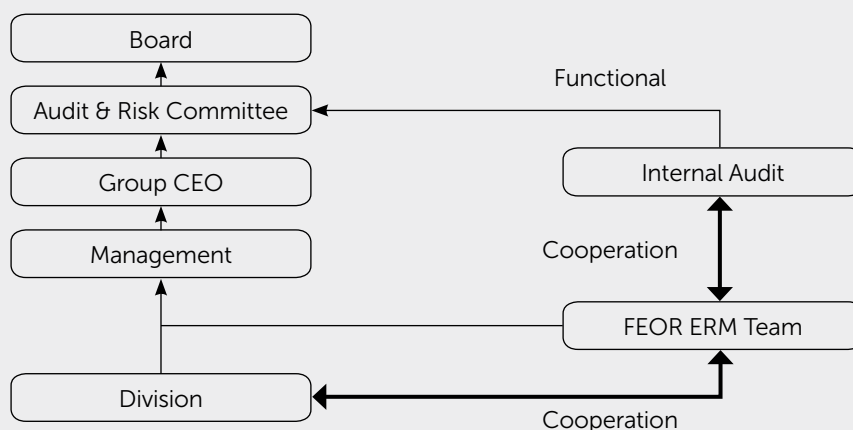 Board
Audit & Risk Committee
Functional
Internal Audit
Group CEO
Management
Cooperation
FEOR ERM Team
Division
Cooperation